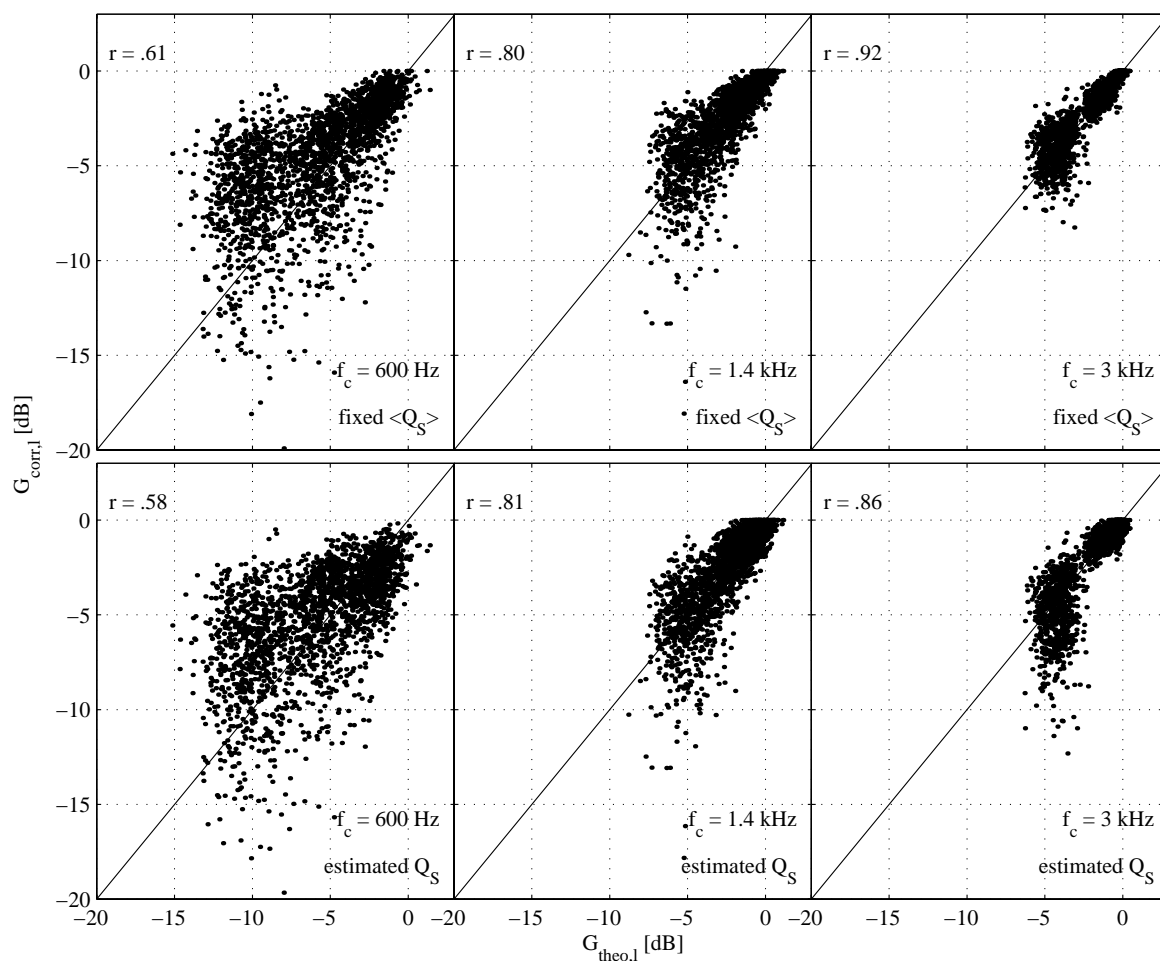 r = .61
r = .80
r = .92
0
−5
−10
−15
−20
f_c = 600 Hz
f_c = 1.4 kHz
f_c = 3 kHz
fixed <Q_S>
fixed <Q_S>
fixed <Q_S>
G_corr,l [dB]
r = .58
r = .81
r = .86
0
−5
−10
−15
−20
f_c = 600 Hz
f_c = 1.4 kHz
f_c = 3 kHz
estimated Q_S
estimated Q_S
estimated Q_S
−20 −15 −10 −5 0
−20 −15 −10 −5 0
−20 −15 −10 −5 0
G_theo,l [dB]